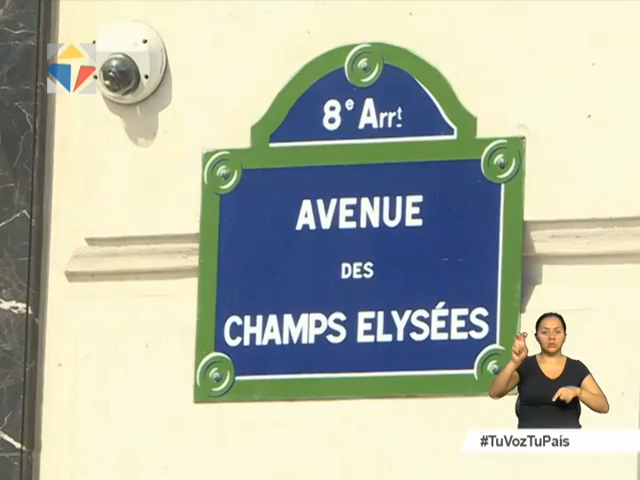 8e Arrt
AVENUE
DES
CHAMPS ELYSÉES
#TuVozTuPaís